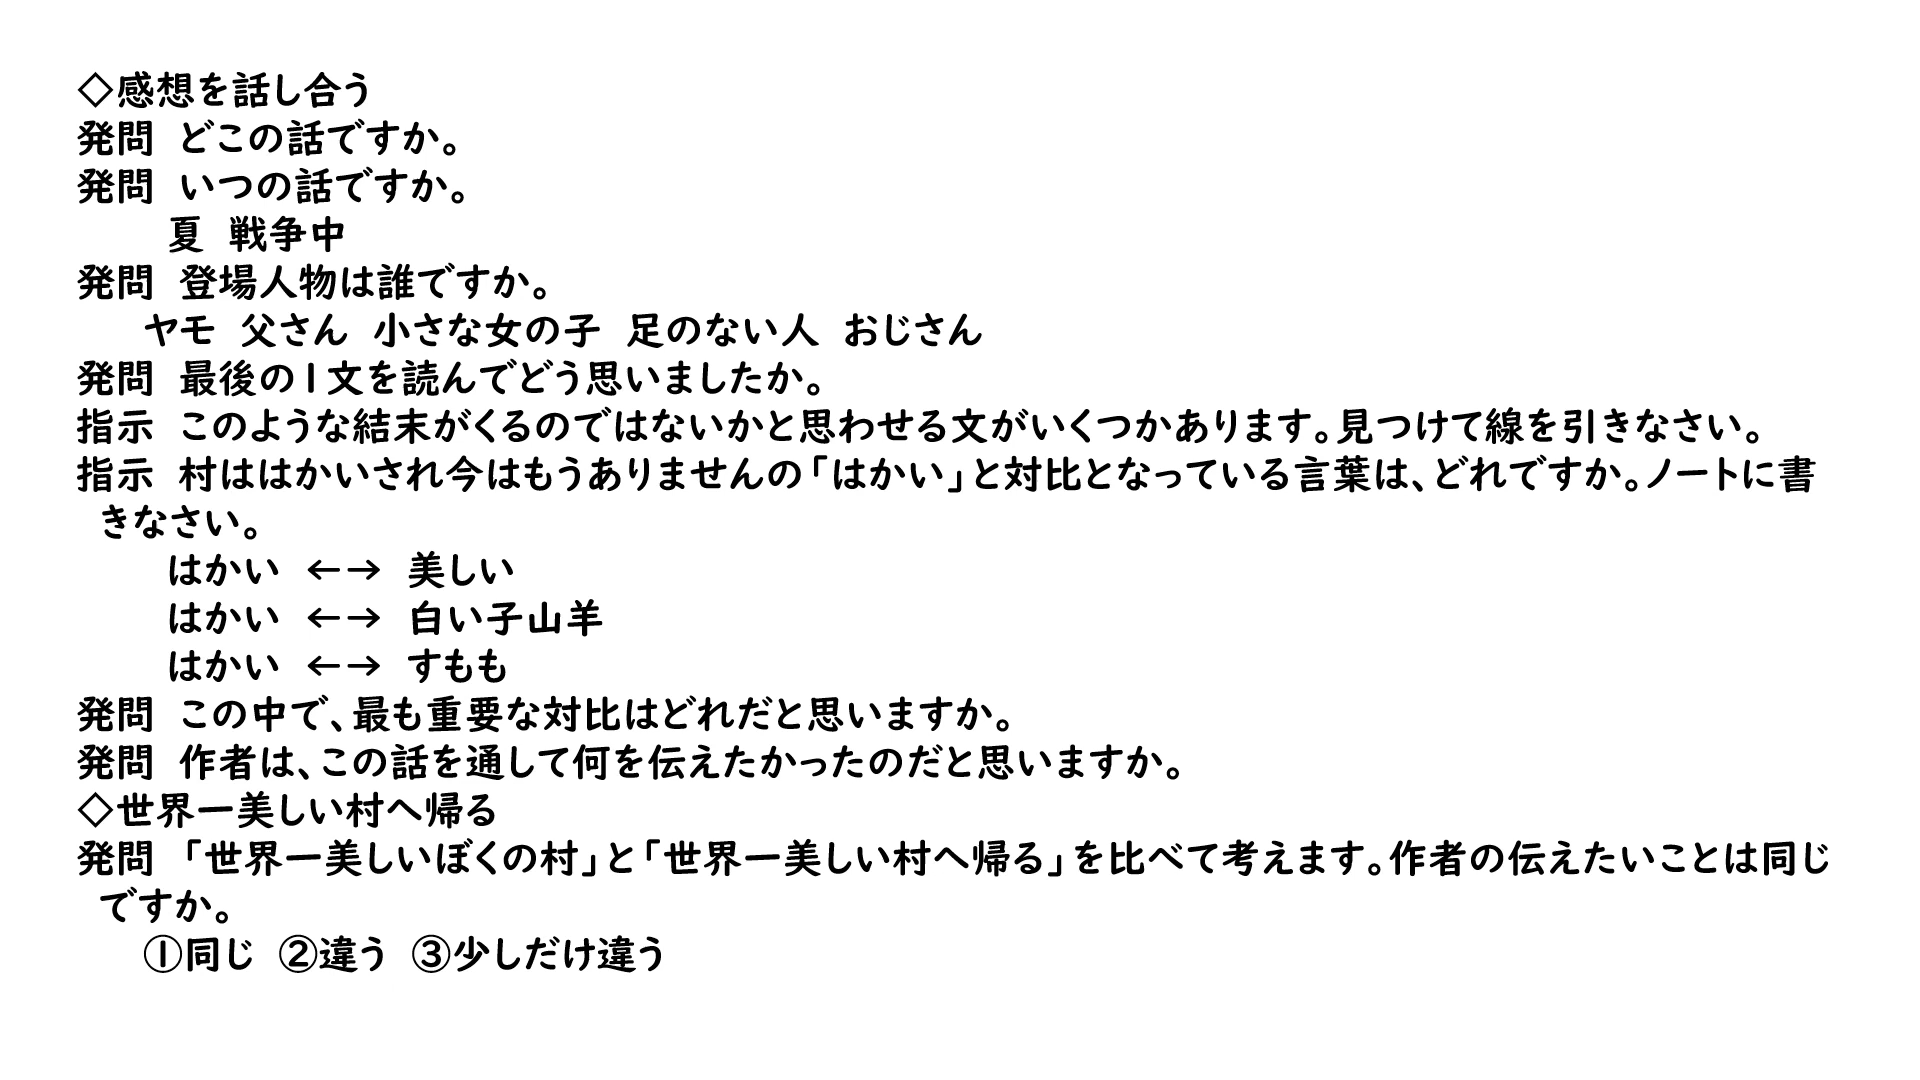 ◇感想を話し合う
発問　どこの話ですか。
発問　いつの話ですか。
夏　戦争中
発問　登場人物は誰ですか。
ヤモ　父さん　小さな女の子　足のない人　おじさん
発問　最後の1文を読んでどう思いましたか。
指示　このような結末がくるのではないかと思わせる文がいくつかあります。見つけて線を引きなさい。
指示　村ははかいされ今はもうありませんの「はかい」と対比となっている言葉は、どれですか。ノートに書
きなさい。
はかい　←→　美しい
はかい　←→　白い子山羊
はかい　←→　すもも
発問　この中で、最も重要な対比はどれだと思いますか。
発問　作者は、この話を通して何を伝えたかったのだと思いますか。
◇世界一美しい村へ帰る
発問　「世界一美しいぼくの村」と「世界一美しい村へ帰る」を比べて考えます。作者の伝えたいことは同じ
ですか。
①同じ　②違う　③少しだけ違う